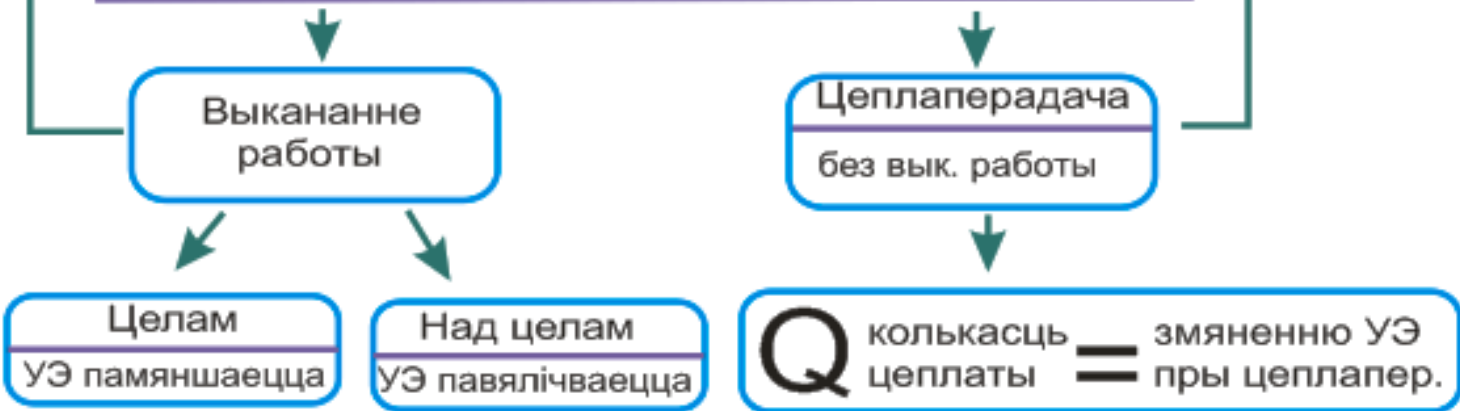 Выкананне
работы
Цеплаперадача
без вык. работы
Целам
УЭ памяншаецца
Над целам
УЭ павялічваецца
Q колькасць = змяненню УЭ
цеплаты пры цеплапер.